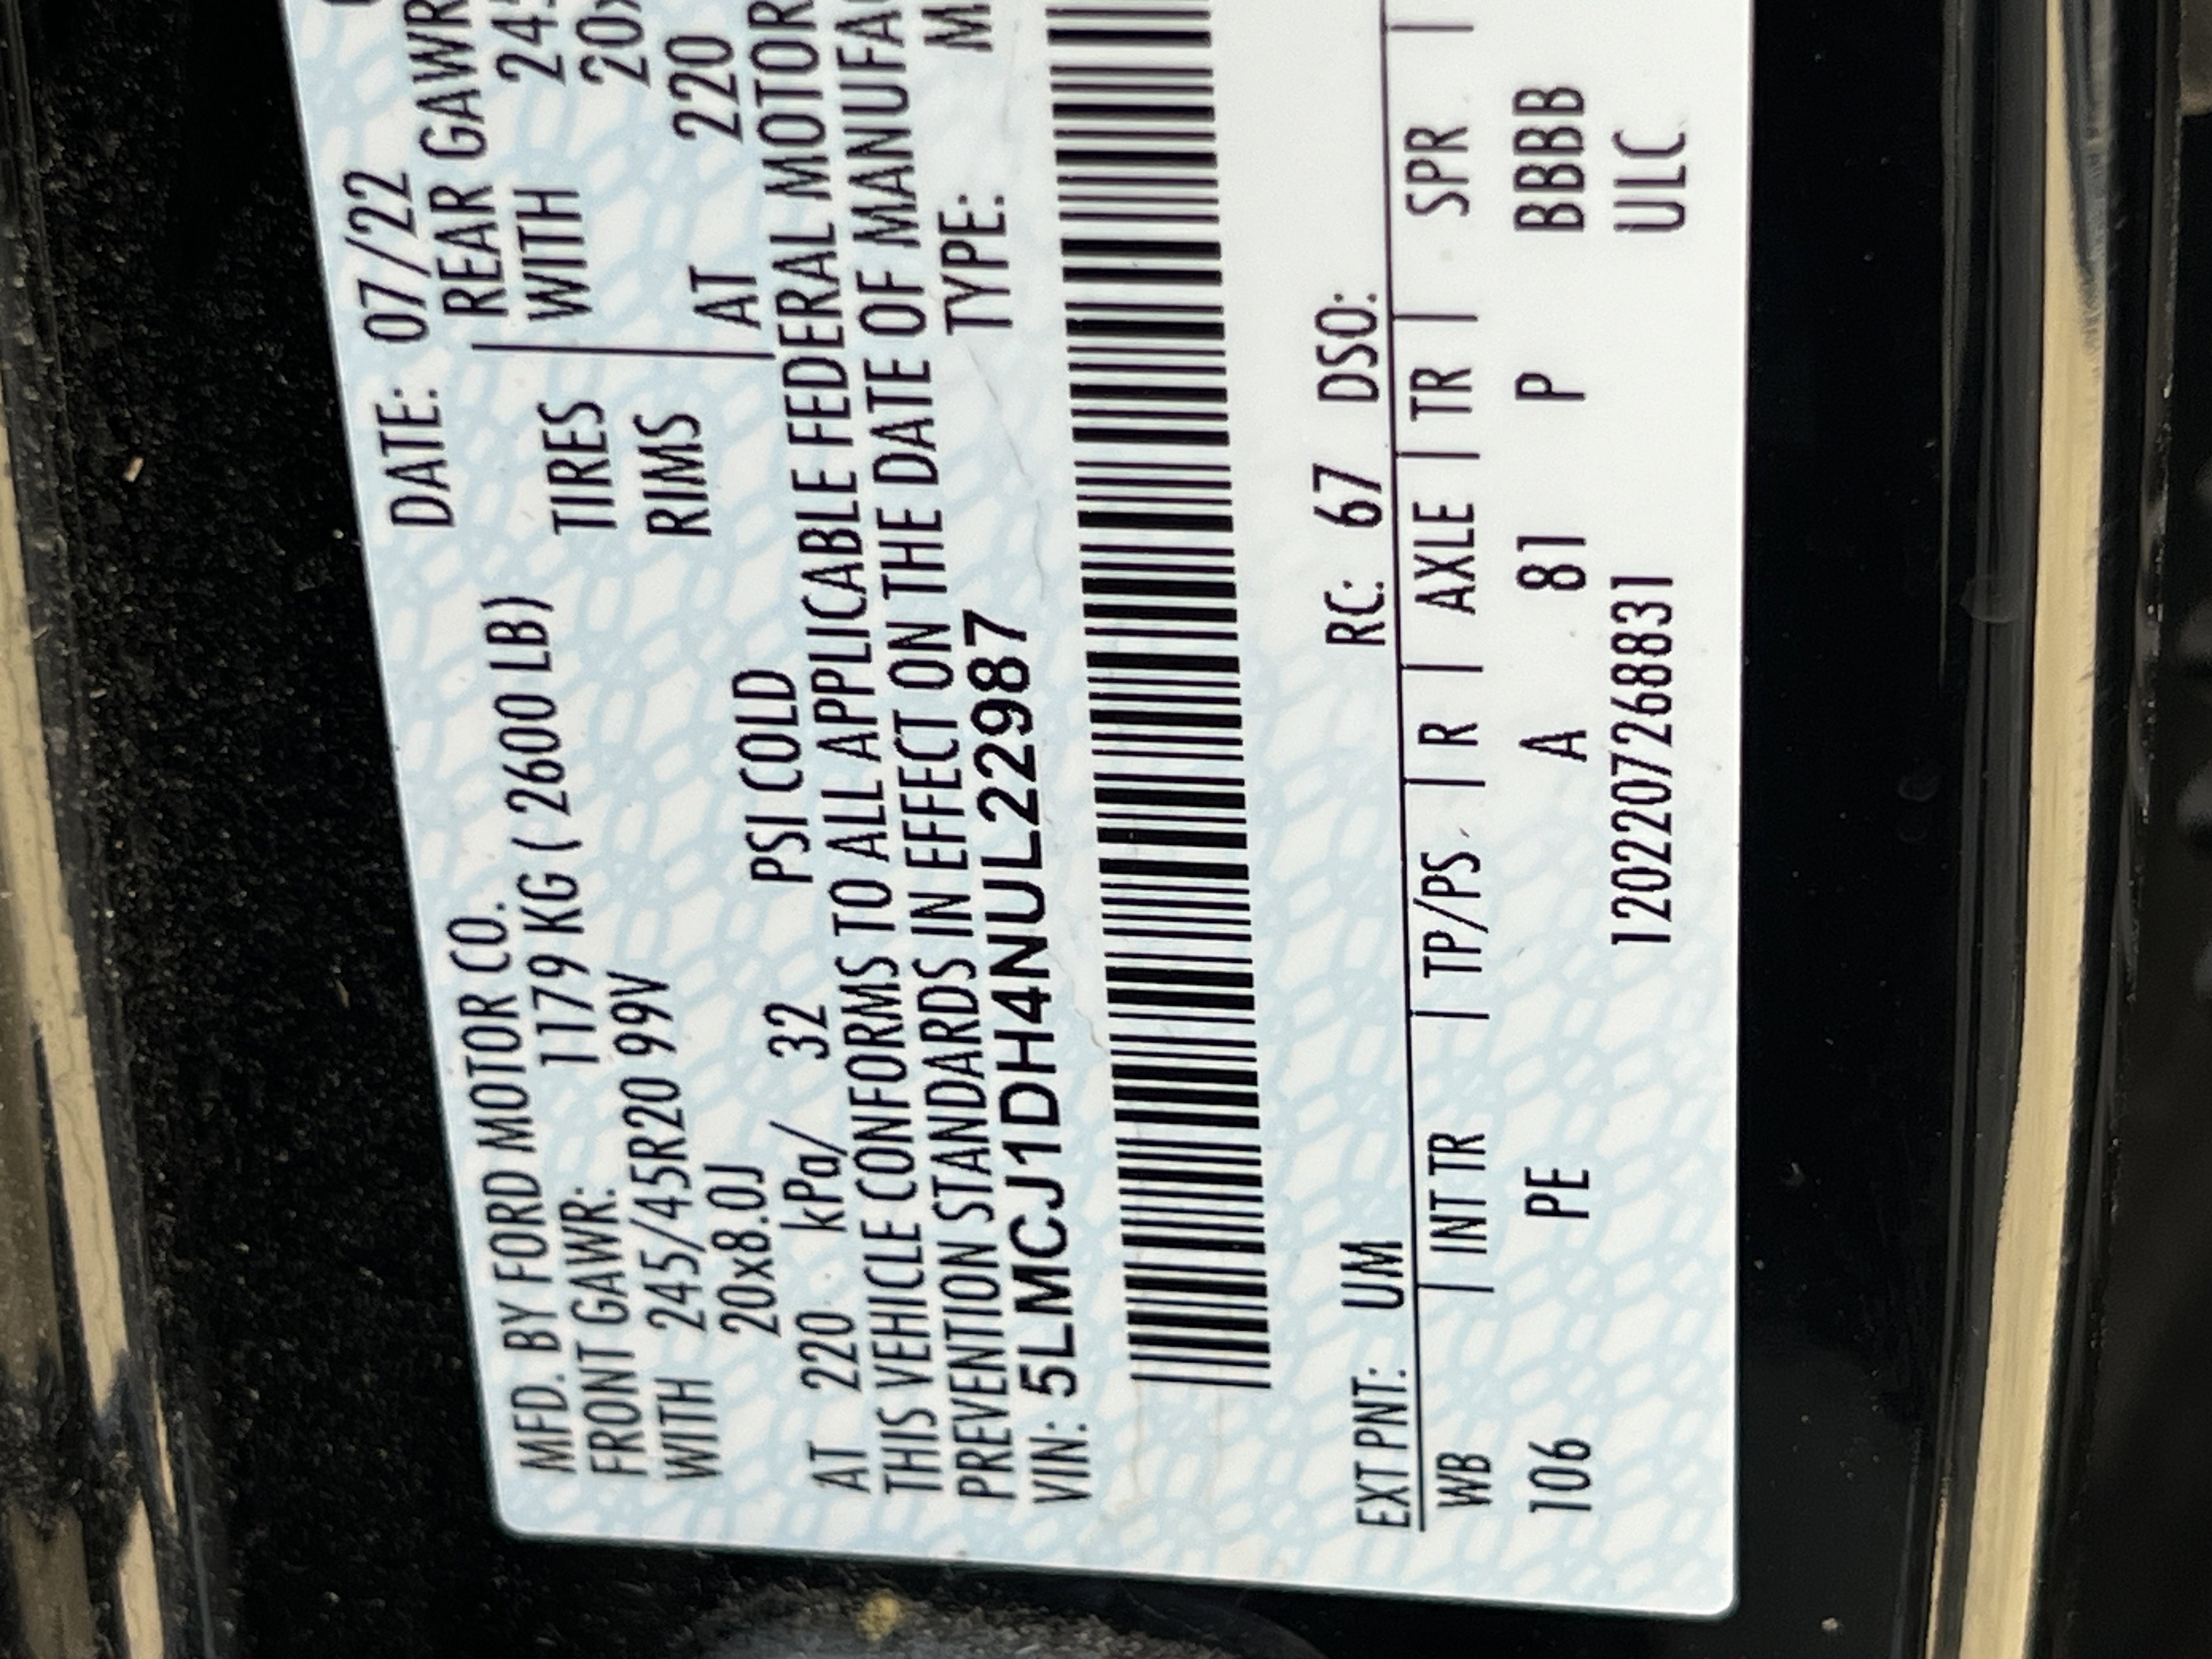 MFD. BY FORD MOTOR CO. DATE: 07/22
FRONT GAWR: 1179 KG ( 2600 LB) REAR GAWR
WITH 245/45R20 99V TIRES WITH
20x8.0J RIMS
AT 220 kPa/ 32 PSI COLD AT 220
THIS VEHICLE CONFORMS TO ALL APPLICABLE FEDERAL MOTOR
PREVENTION STANDARDS IN EFFECT ON THE DATE OF
VIN: 5LMCJ1DH4NUL22987 TYPE:
EXT PNT: UM RC: 67 DSO:
WB | INT TR | TP/PS | R | AXLE | TR | SPR |
106 PE A 81 P BBBB
1202207268831 ULC